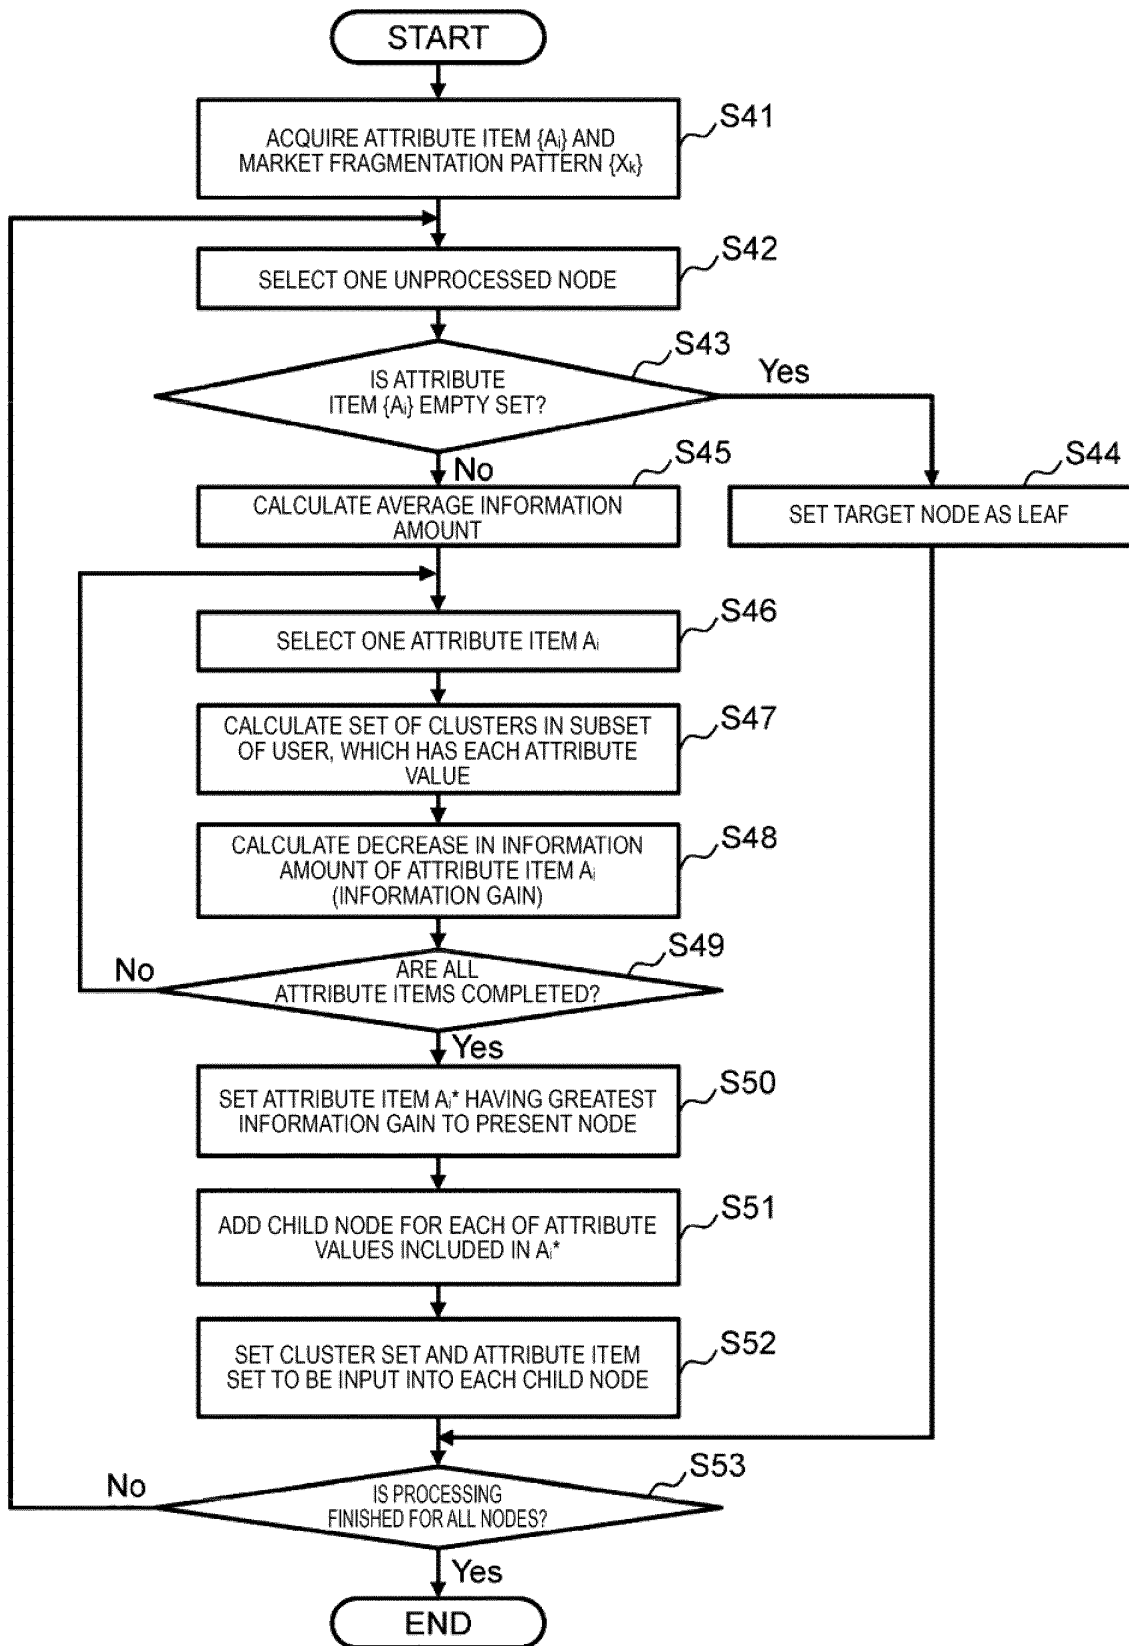 START
S41
ACQUIRE ATTRIBUTE ITEM {Ai} AND
MARKET FRAGMENTATION PATTERN {Xk}
S42
SELECT ONE UNPROCESSED NODE
S43
IS ATTRIBUTE
ITEM {Ai} EMPTY SET?
Yes
No
S45
CALCULATE AVERAGE INFORMATION
AMOUNT
S44
SET TARGET NODE AS LEAF
S46
SELECT ONE ATTRIBUTE ITEM Ai
S47
CALCULATE SET OF CLUSTERS IN SUBSET
OF USER, WHICH HAS EACH ATTRIBUTE
VALUE
S48
CALCULATE DECREASE IN INFORMATION
AMOUNT OF ATTRIBUTE ITEM Ai
(INFORMATION GAIN)
S49
No
ARE ALL
ATTRIBUTE ITEMS COMPLETED?
Yes
S50
SET ATTRIBUTE ITEM Ai* HAVING GREATEST
INFORMATION GAIN TO PRESENT NODE
S51
ADD CHILD NODE FOR EACH OF ATTRIBUTE
VALUES INCLUDED IN Ai*
S52
SET CLUSTER SET AND ATTRIBUTE ITEM
SET TO BE INPUT INTO EACH CHILD NODE
S53
No
IS PROCESSING
FINISHED FOR ALL NODES?
Yes
END